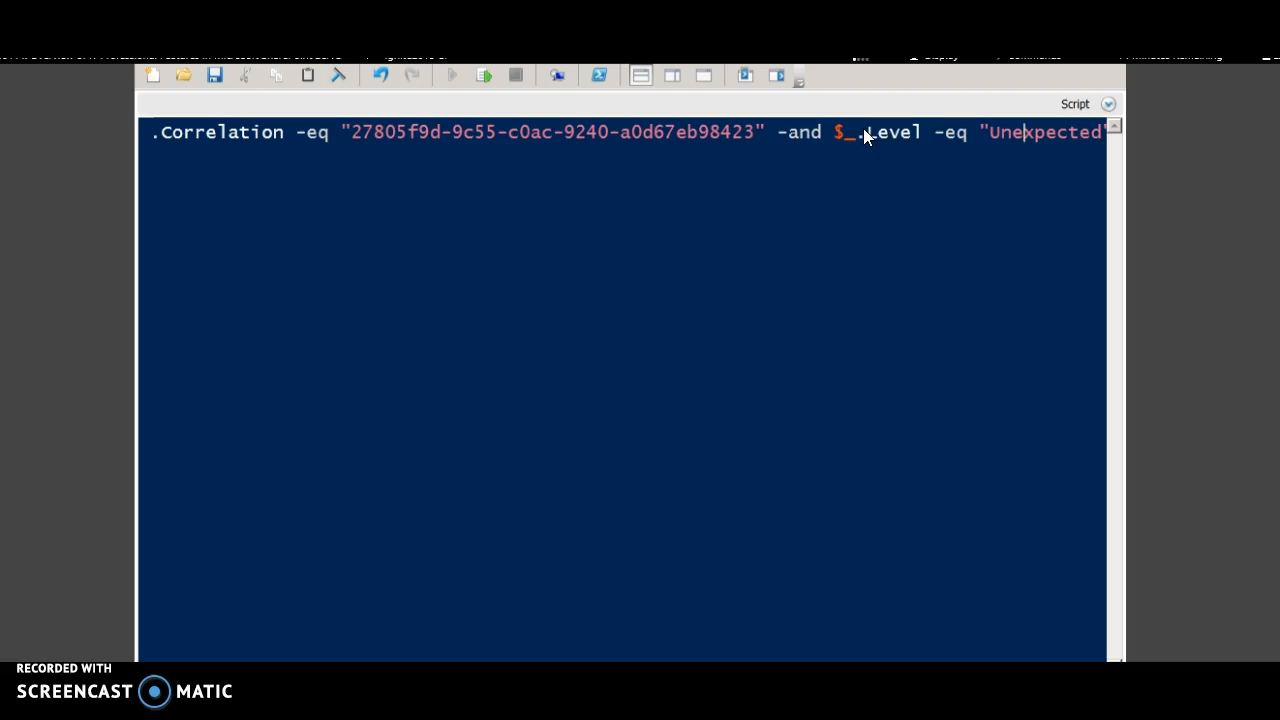 Script
.Correlation -eq "27805f9d-9c55-c0ac-9240-a0d67eb98423" -and $_.Level -eq "Unexpected"
RECORDED WITH
SCREENCAST MATIC